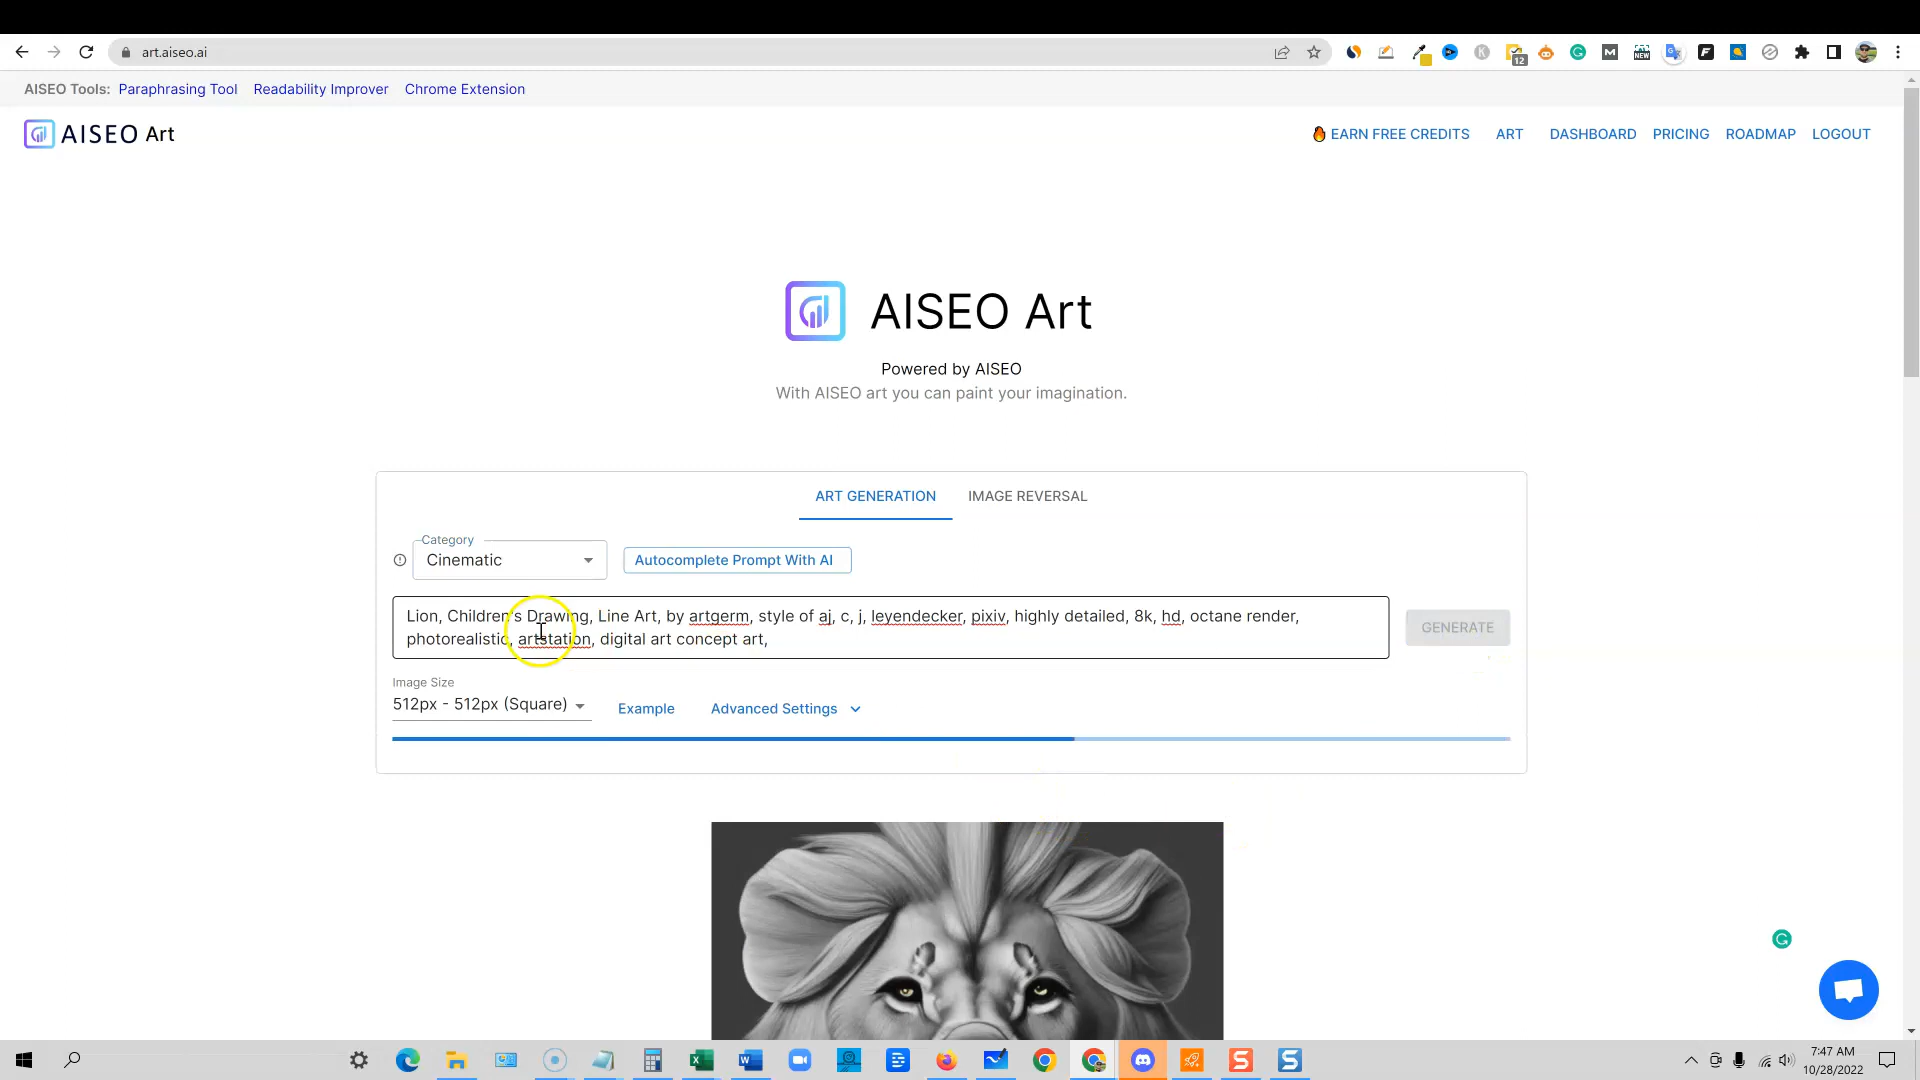 art.aiseo.ai
12
NEW
AISEO Tools: Paraphrasing Tool Readability Improver Chrome Extension
AISEO Art
EARN FREE CREDITS ART DASHBOARD PRICING ROADMAP LOGOUT
AISEO Art
Powered by AISEO
With AISEO art you can paint your imagination.
ART GENERATION IMAGE REVERSAL
Category
Cinematic
Autocomplete Prompt With AI
Lion, Children's Drawing, Line Art, by artgerm, style of aj, c, j, leyendecker, pixiv, highly detailed, 8k, hd, octane render,
photorealistic, artstation, digital art concept art,
GENERATE
Image Size
512px - 512px (Square)
Example
Advanced Settings
7:47 AM
10/28/2022